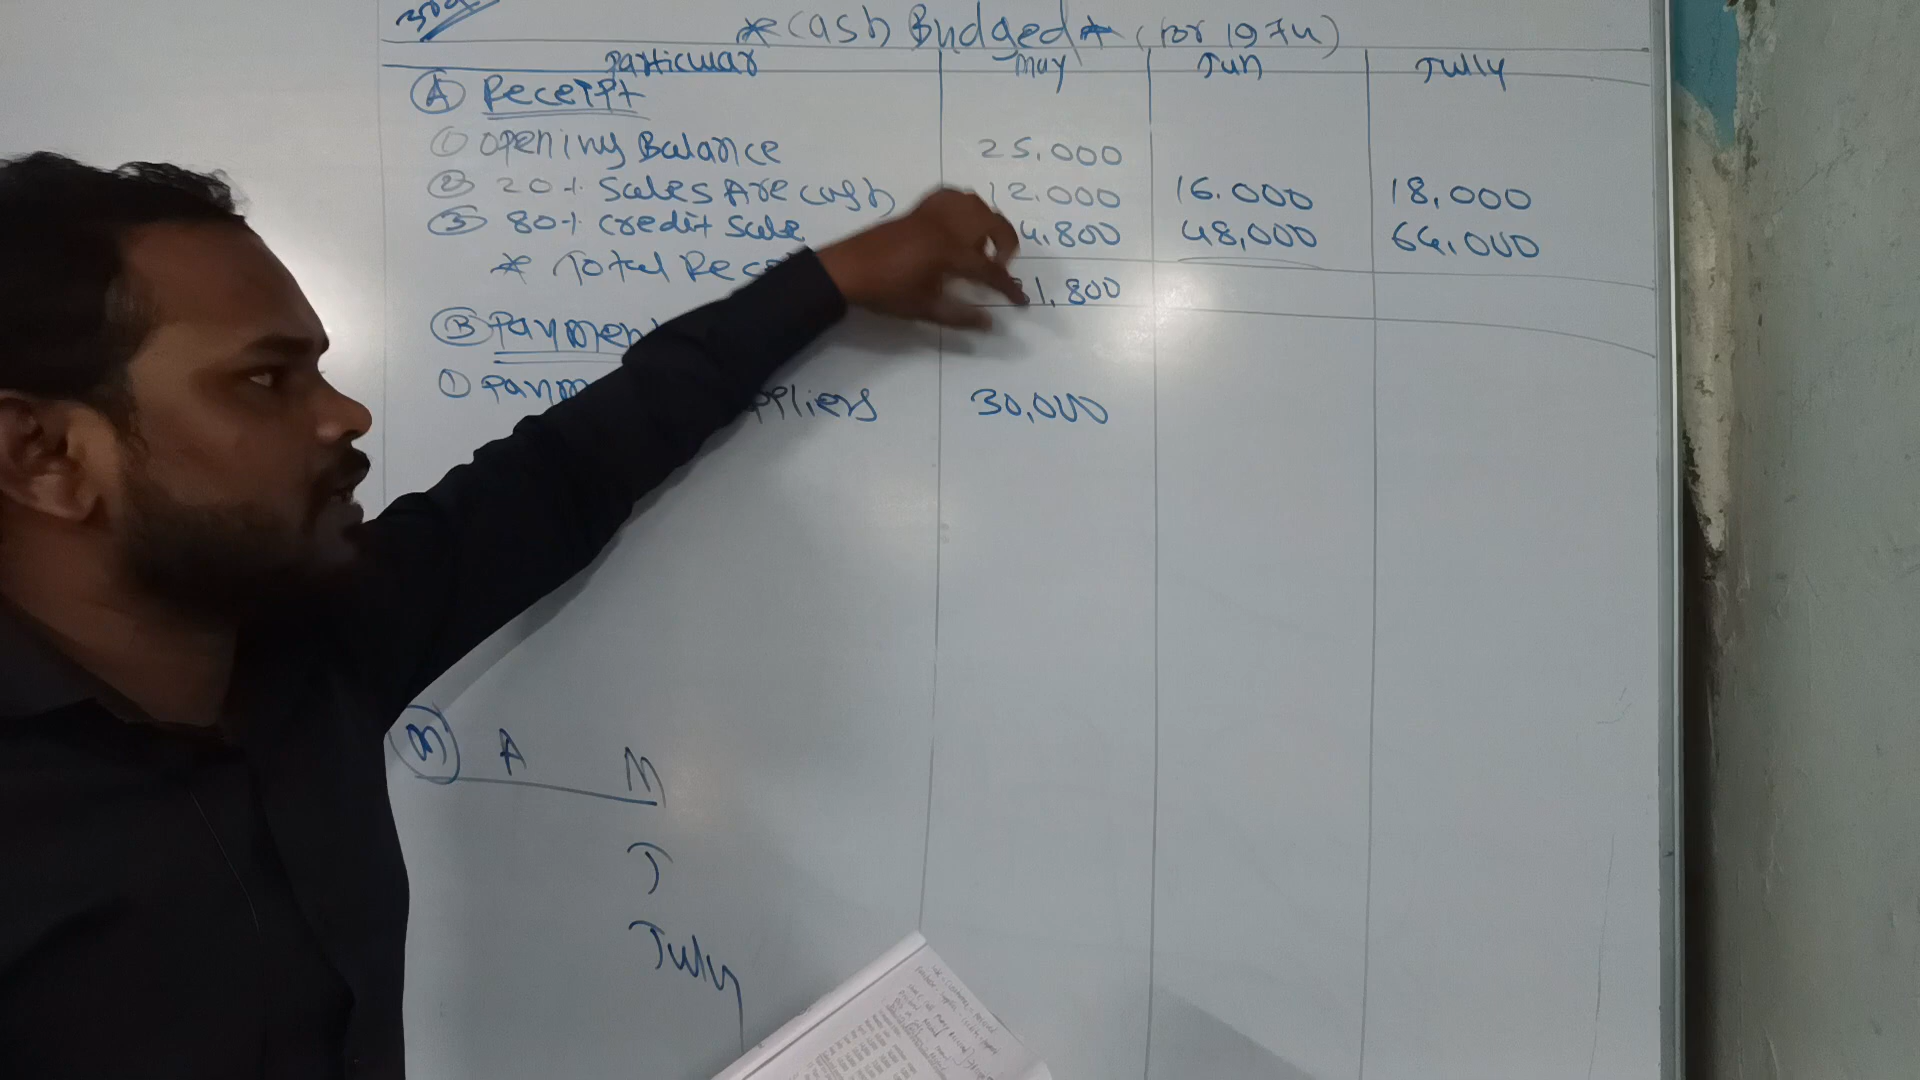 *Cash Budged* (for 1974)
Particular May Jun Jully
(A) Receipt
① Opening Balance 25,000
② 20% Sales Are cash 12.000 16.000 18,000
③ 80% credit Sale 4,800 48,000 64,000
* Total Rece 1,800
(B) Paymen
① Paym ppliers 30,000
M A M
J
July